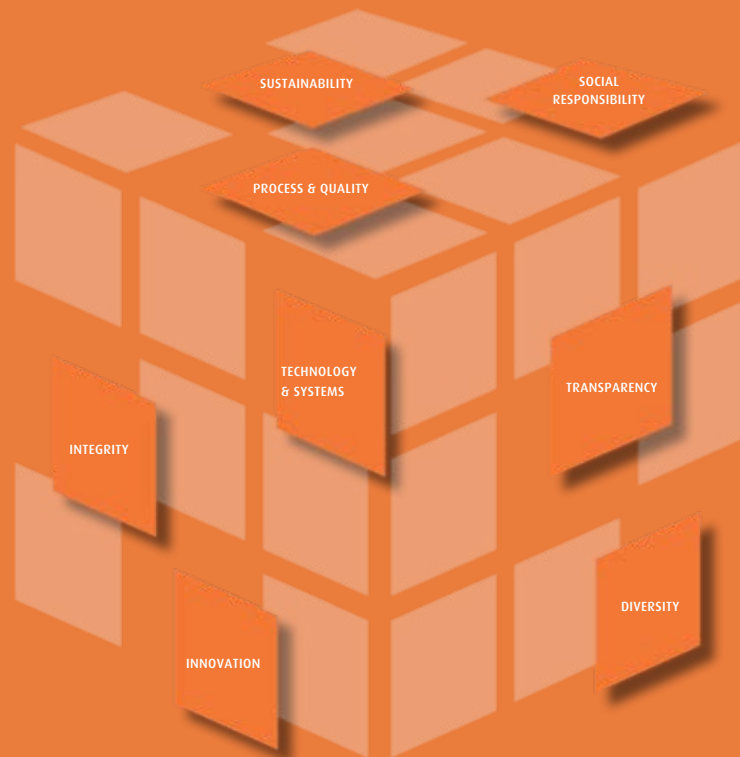 SUSTAINABILITY
SOCIAL
RESPONSIBILITY
PROCESS & QUALITY
TECHNOLOGY
& SYSTEMS
TRANSPARENCY
INTEGRITY
DIVERSITY
INNOVATION